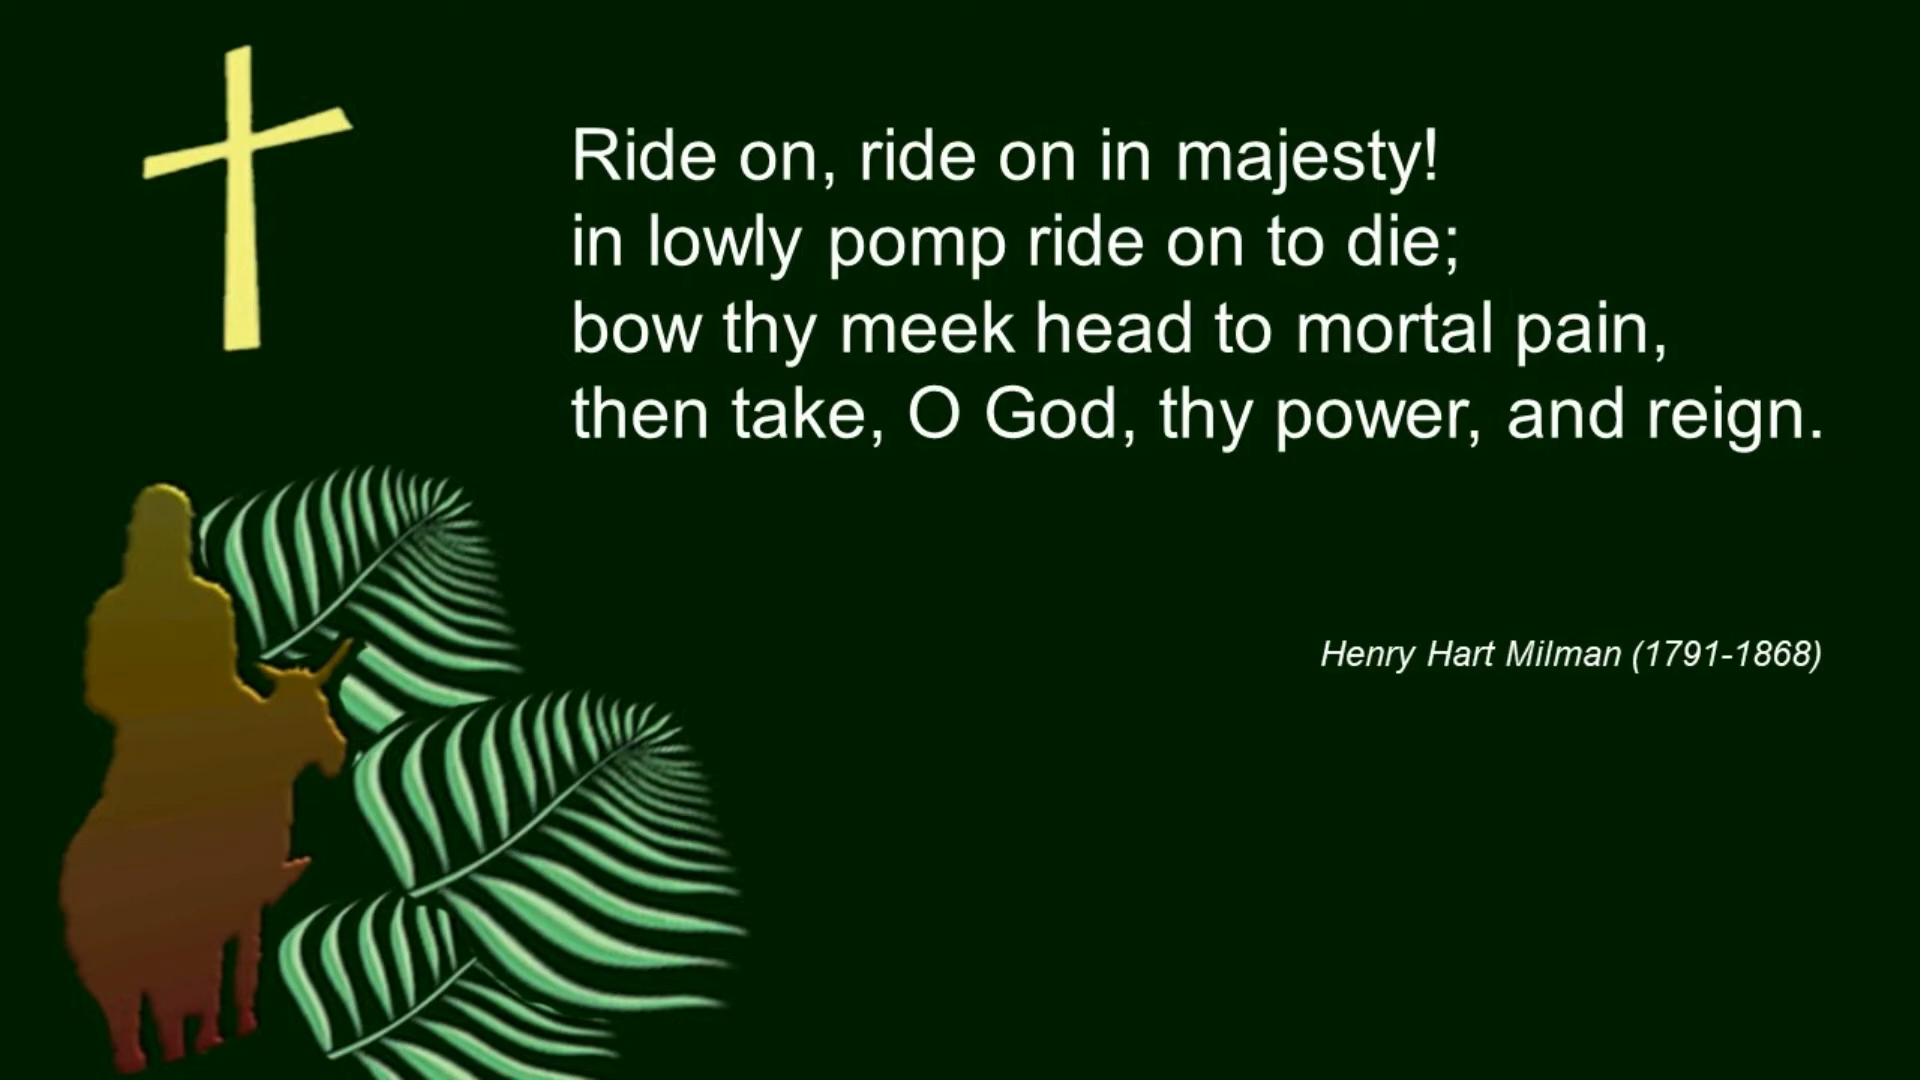 Ride on, ride on in majesty!
in lowly pomp ride on to die;
bow thy meek head to mortal pain,
then take, O God, thy power, and reign.
Henry Hart Milman (1791-1868)